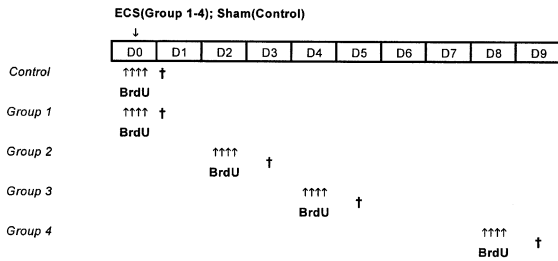 ECS(Group 1-4); Sham(Control)
↓
D0 D1 D2 D3 D4 D5 D6 D7 D8 D9
Control ↑↑↑↑ †
BrdU
Group 1 ↑↑↑↑ †
BrdU
Group 2 ↑↑↑↑ †
BrdU
Group 3 ↑↑↑↑ †
BrdU
Group 4 ↑↑↑↑ †
BrdU